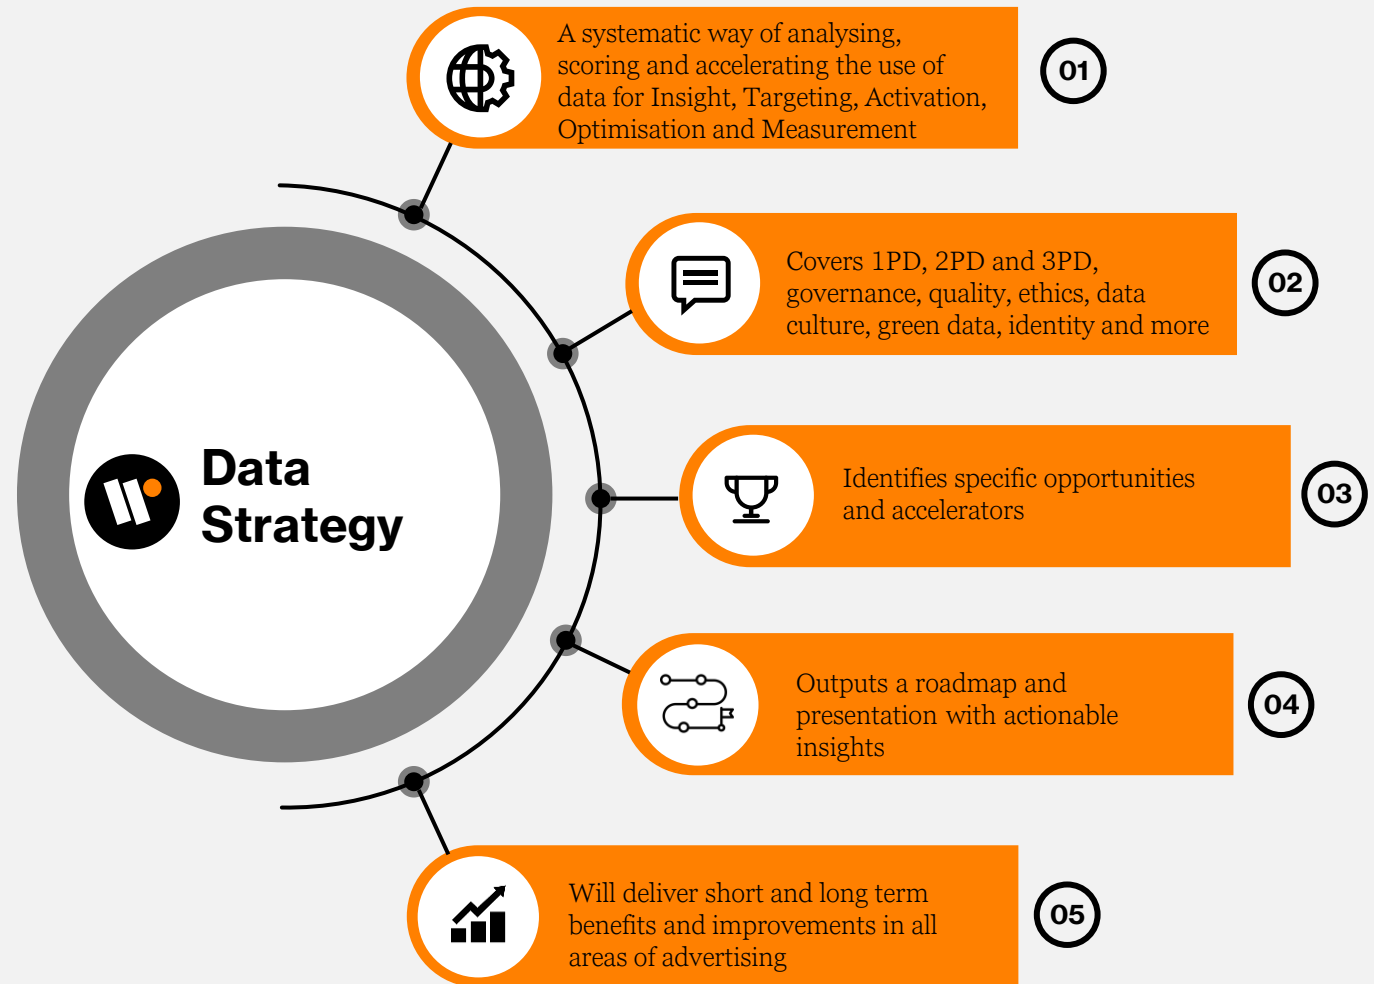 A systematic way of analysing,
scoring and accelerating the use of
data for Insight, Targeting, Activation,
Optimisation and Measurement
01
Covers 1PD, 2PD and 3PD,
governance, quality, ethics, data
culture, green data, identity and more
02
Data
Strategy
Identifies specific opportunities
and accelerators
03
Outputs a roadmap and
presentation with actionable
insights
04
Will deliver short and long term
benefits and improvements in all
areas of advertising
05